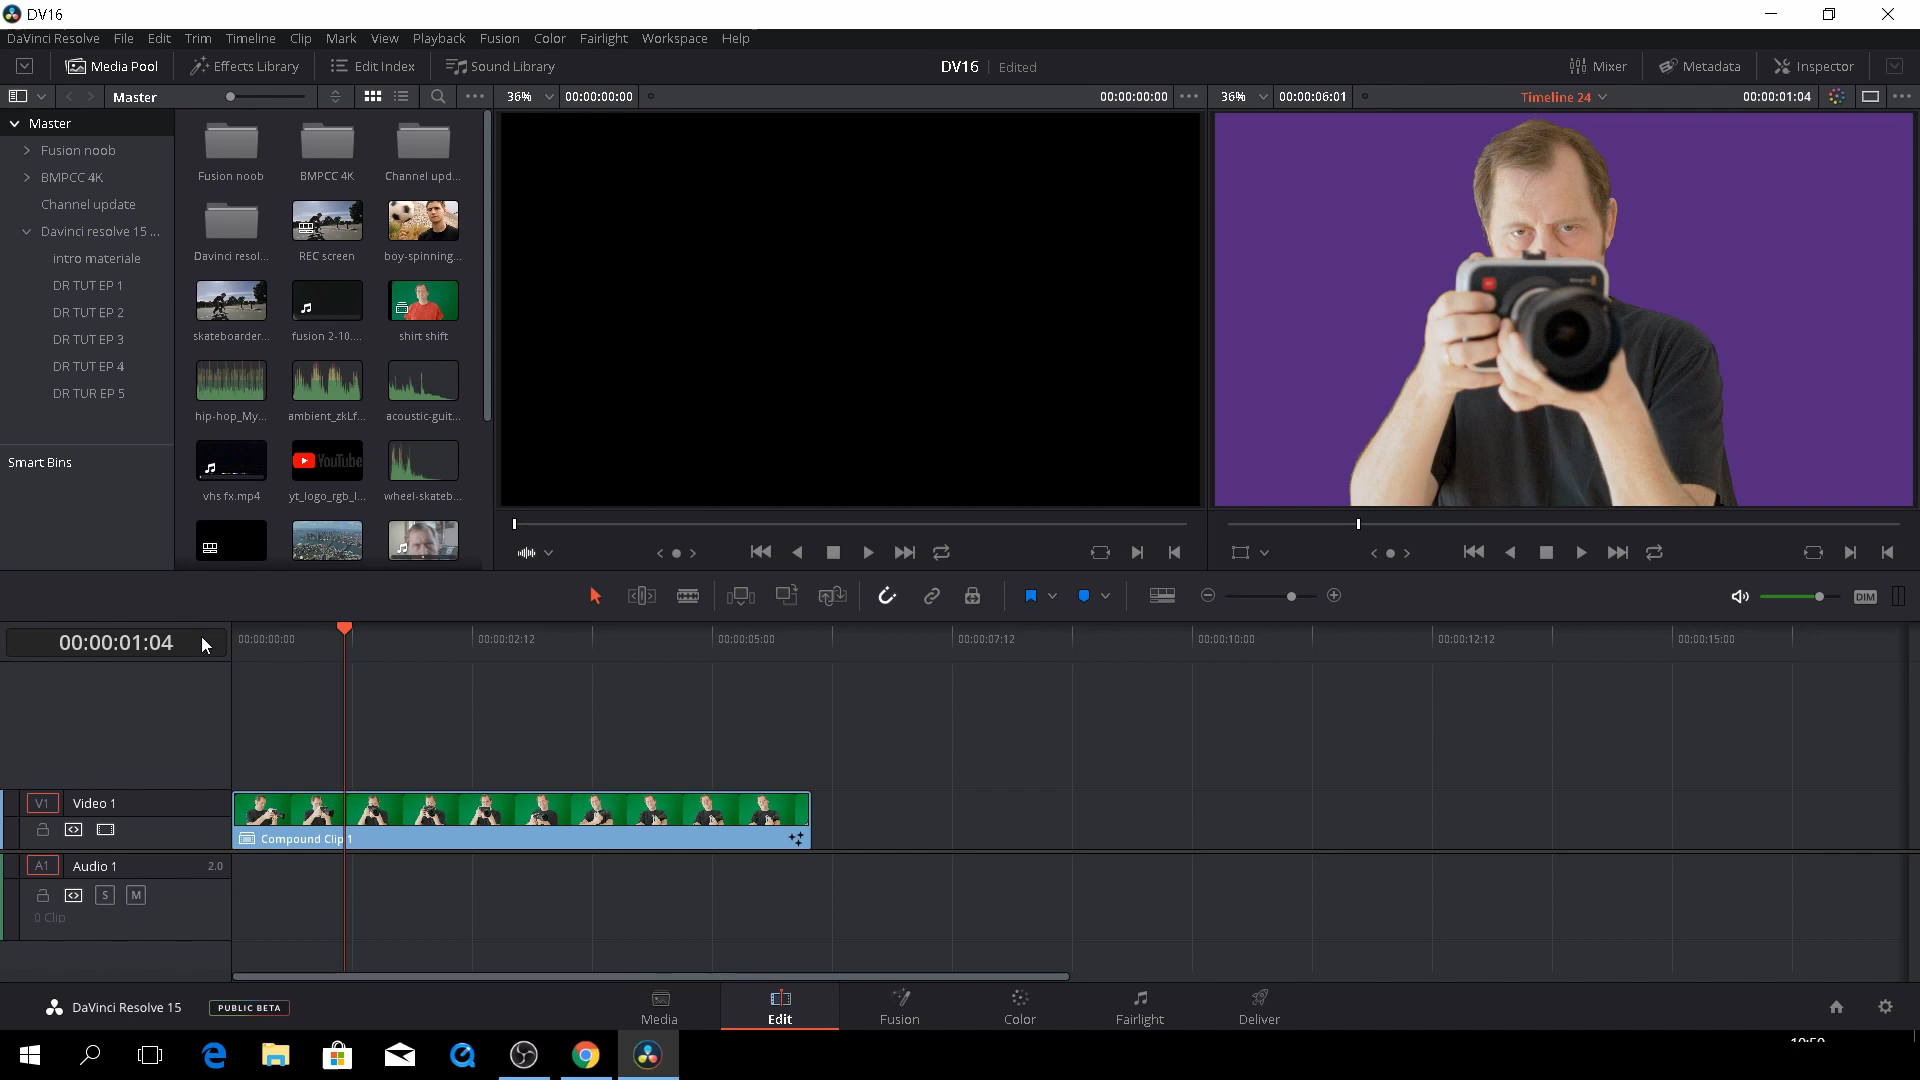 DV16
DaVinci Resolve File Edit Trim Timeline Clip Mark View Playback Fusion Color Fairlight Workspace Help
Media Pool Effects Library Edit Index Sound Library DV16 Edited Mixer Metadata Inspector
Master 36% 00:00:00:00 00:00:00:00 36% 00:00:06:01 Timeline 24 00:00:01:04
Master
Fusion noob
BMPCC 4K
Channel update
Davinci resolve 15 ...
intro materiale
DR TUT EP 1
DR TUT EP 2
DR TUT EP 3
DR TUT EP 4
DR TUR EP 5
Smart Bins
Fusion noob BMPCC 4K Channel upd...
Davinci resol... REC screen boy-spinning...
skateboarder... fusion 2-10.... shirt shift
hip-hop_My... ambient_zkLf... acoustic-guit...
YouTube
vhs fx.mp4 yt_logo_rgb_l... wheel-skateb...
DIM
00:00:01:04 00:00:00:00 00:00:02:12 00:00:05:00 00:00:07:12 00:00:10:00 00:00:12:12 00:00:15:00
V1 Video 1
Compound Clip 1
A1 Audio 1 2.0
S M
0 Clip
DaVinci Resolve 15 PUBLIC BETA
Media Edit Fusion Color Fairlight Deliver